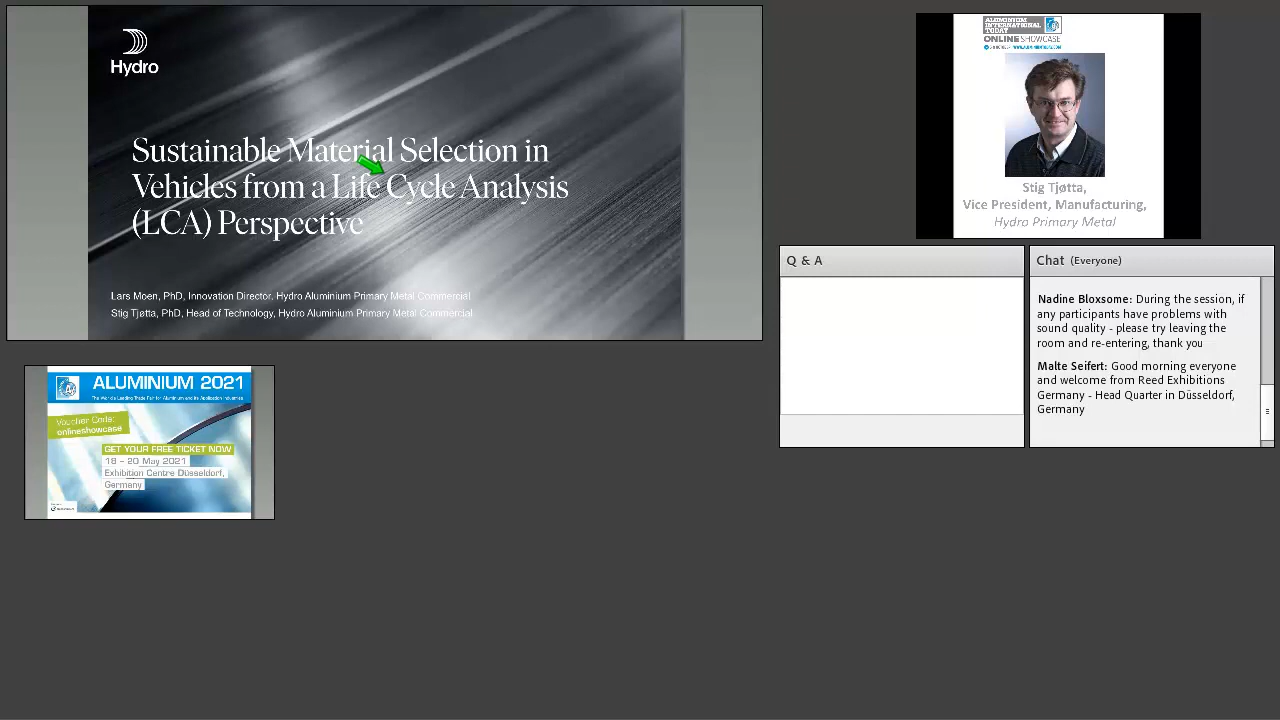 Hydro
Sustainable Material Selection in
Vehicles from a Life Cycle Analysis
(LCA) Perspective
Lars Moen, PhD, Innovation Director, Hydro Aluminium Primary Metal Commercial
Stig Tjøtta, PhD, Head of Technology, Hydro Aluminium Primary Metal Commercial
ALUMINIUM
INTERNATIONAL
TODAY
ONLINE SHOWCASE
Stig Tjøtta,
Vice President, Manufacturing,
Hydro Primary Metal
Q & A
Chat (Everyone)
Nadine Bloxsome: During the session, if
any participants have problems with
sound quality - please try leaving the
room and re-entering, thank you
Malte Seifert: Good morning everyone
and welcome from Reed Exhibitions
Germany - Head Quarter in Düsseldorf,
Germany
ALUMINIUM 2021
The World's Leading Trade Fair for Aluminium and its Application Industries
Voucher Code:
onlineshowcase
GET YOUR FREE TICKET NOW
18 – 20 May 2021
Exhibition Centre Düsseldorf,
Germany